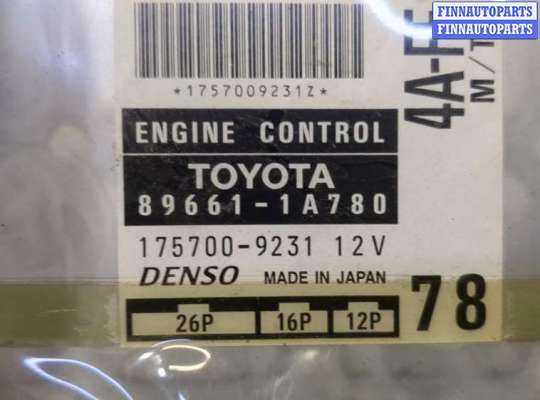 FINNAUTOPARTS
FINNAUTOPARTS
4A-FE
M/T
*1757009231Z*
ENGINE CONTROL
TOYOTA
89661-1A780
175700-9231 12V
DENSO MADE IN JAPAN
26P 16P 12P
78